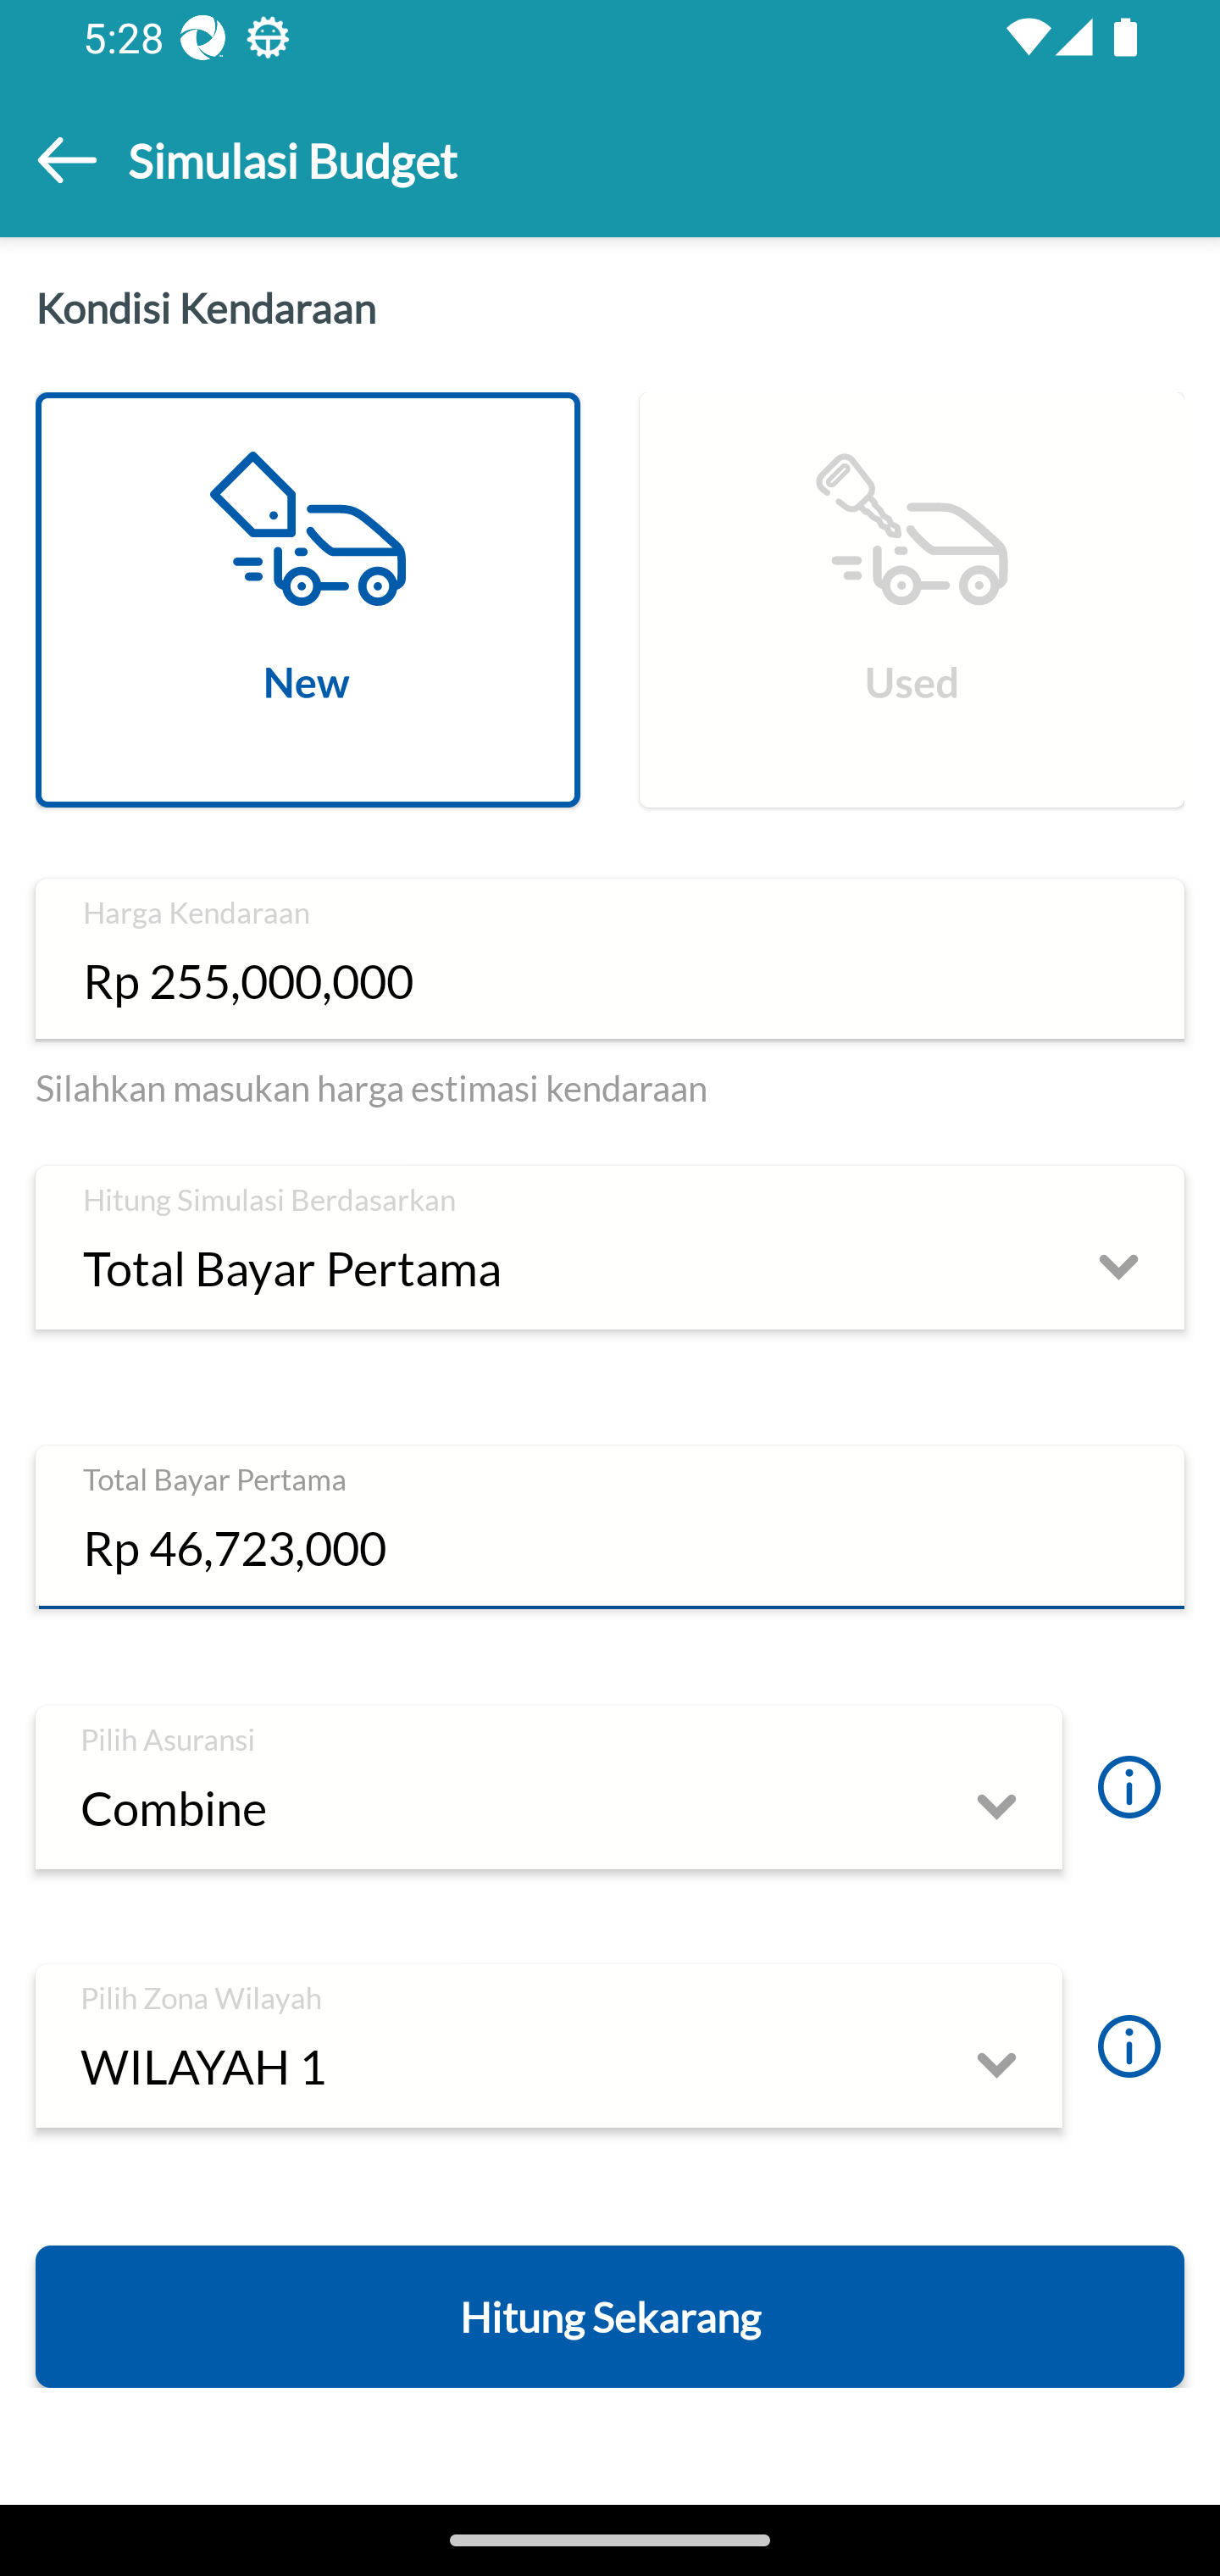 5:28
Simulasi Budget
Kondisi Kendaraan
New
Used
Harga Kendaraan
Rp 255,000,000
Silahkan masukan harga estimasi kendaraan
Hitung Simulasi Berdasarkan
Total Bayar Pertama
Total Bayar Pertama
Rp 46,723,000
Pilih Asuransi
Combine
Pilih Zona Wilayah
WILAYAH 1
Hitung Sekarang